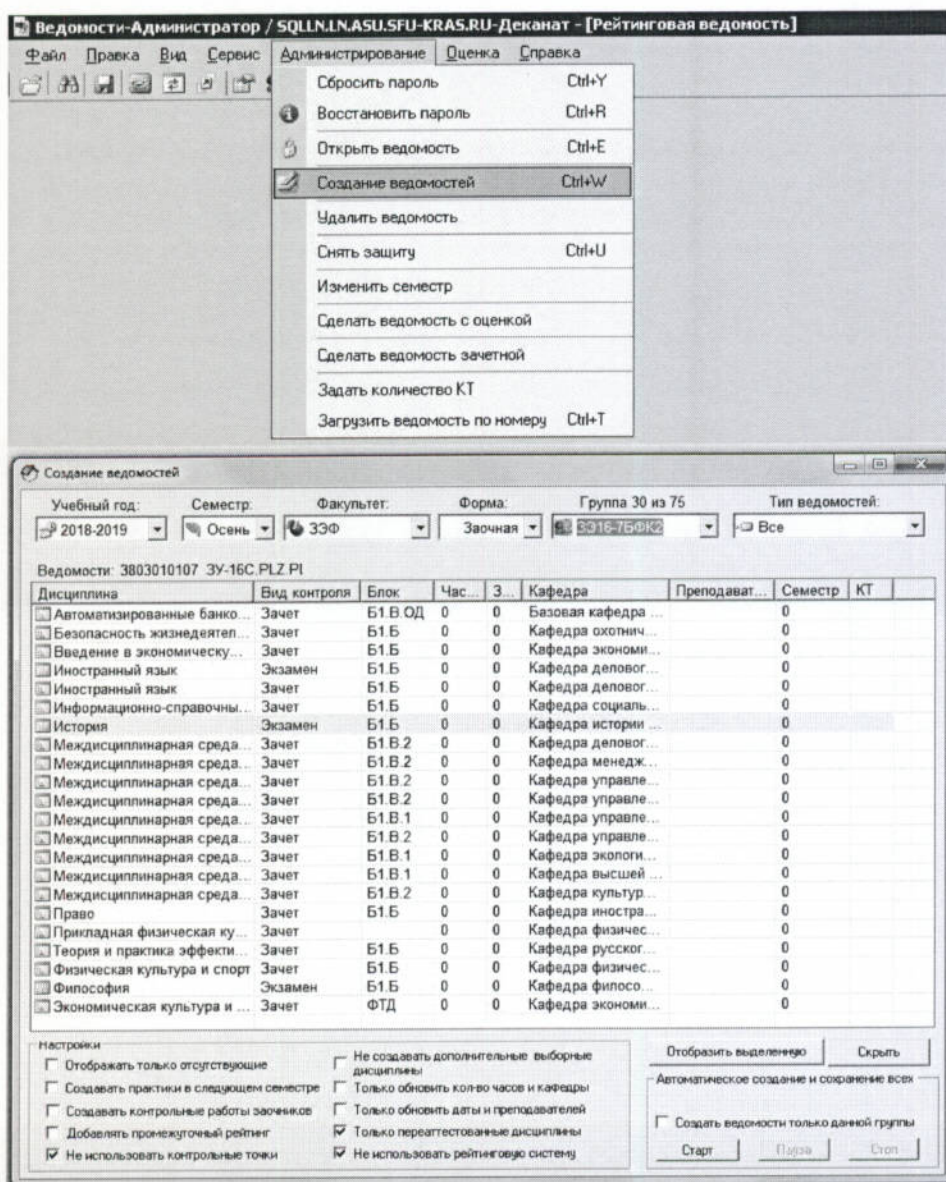 Ведомости-Администратор / SQLLN.LN.ASU.SFU-KRAS.RU-Деканат - [Рейтинговая ведомость]
Файл Правка Вид Сервис Администрирование Оценка Справка
Сбросить пароль Ctrl+Y
Восстановить пароль Ctrl+R
Открыть ведомость Ctrl+E
Создание ведомостей Ctrl+W
Удалить ведомость
Снять защиту Ctrl+U
Изменить семестр
Сделать ведомость с оценкой
Сделать ведомость зачетной
Задать количество КТ
Загрузить ведомость по номеру Ctrl+T
Создание ведомостей
Учебный год: Семестр: Факультет: Форма: Группа 30 из 75 Тип ведомостей:
2018-2019 Осень ЗЭФ Заочная ЗЭ16-7БФК2 Все
Ведомости: 3803010107 ЗУ-16С.PLZ.Pl
Дисциплина Вид контроля Блок Час... З... Кафедра Преподават... Семестр КТ
Автоматизированные банко... Зачет Б1.В.ОД 0 0 Базовая кафедра ... 0
Безопасность жизнедеятел... Зачет Б1.Б 0 0 Кафедра охотнич... 0
Введение в экономическу... Зачет Б1.Б 0 0 Кафедра экономи... 0
Иностранный язык Экзамен Б1.Б 0 0 Кафедра деловог... 0
Иностранный язык Зачет Б1.Б 0 0 Кафедра деловог... 0
Информационно-справочны... Зачет Б1.Б 0 0 Кафедра социаль... 0
История Экзамен Б1.Б 0 0 Кафедра истории ... 0
Междисциплинарная среда... Зачет Б1.В.2 0 0 Кафедра деловог... 0
Междисциплинарная среда... Зачет Б1.В.2 0 0 Кафедра менедж... 0
Междисциплинарная среда... Зачет Б1.В.2 0 0 Кафедра управле... 0
Междисциплинарная среда... Зачет Б1.В.2 0 0 Кафедра управле... 0
Междисциплинарная среда... Зачет Б1.В.1 0 0 Кафедра управле... 0
Междисциплинарная среда... Зачет Б1.В.2 0 0 Кафедра управле... 0
Междисциплинарная среда... Зачет Б1.В.1 0 0 Кафедра экологи... 0
Междисциплинарная среда... Зачет Б1.В.1 0 0 Кафедра высшей ... 0
Междисциплинарная среда... Зачет Б1.В.2 0 0 Кафедра культур... 0
Право Зачет Б1.Б 0 0 Кафедра иностра... 0
Прикладная физическая ку... Зачет 0 0 Кафедра физичес... 0
Теория и практика эффекти... Зачет Б1.Б 0 0 Кафедра русског... 0
Физическая культура и спорт Зачет Б1.Б 0 0 Кафедра физичес... 0
Философия Экзамен Б1.Б 0 0 Кафедра филосо... 0
Экономическая культура и ... Зачет ФТД 0 0 Кафедра экономи... 0
Настройки
Отображать только отсутствующие
Создавать практики в следующем семестре
Создавать контрольные работы заочников
Добавлять промежуточный рейтинг
Не использовать контрольные точки
Не создавать дополнительные выборные
дисциплины
Только обновить кол-во часов и кафедры
Только обновить даты и преподавателей
Только переаттестованные дисциплины
Не использовать рейтинговую систему
Отобразить выделенную Скрыть
Автоматическое создание и сохранение всех
Создать ведомости только данной группы
Старт Пауза Стоп